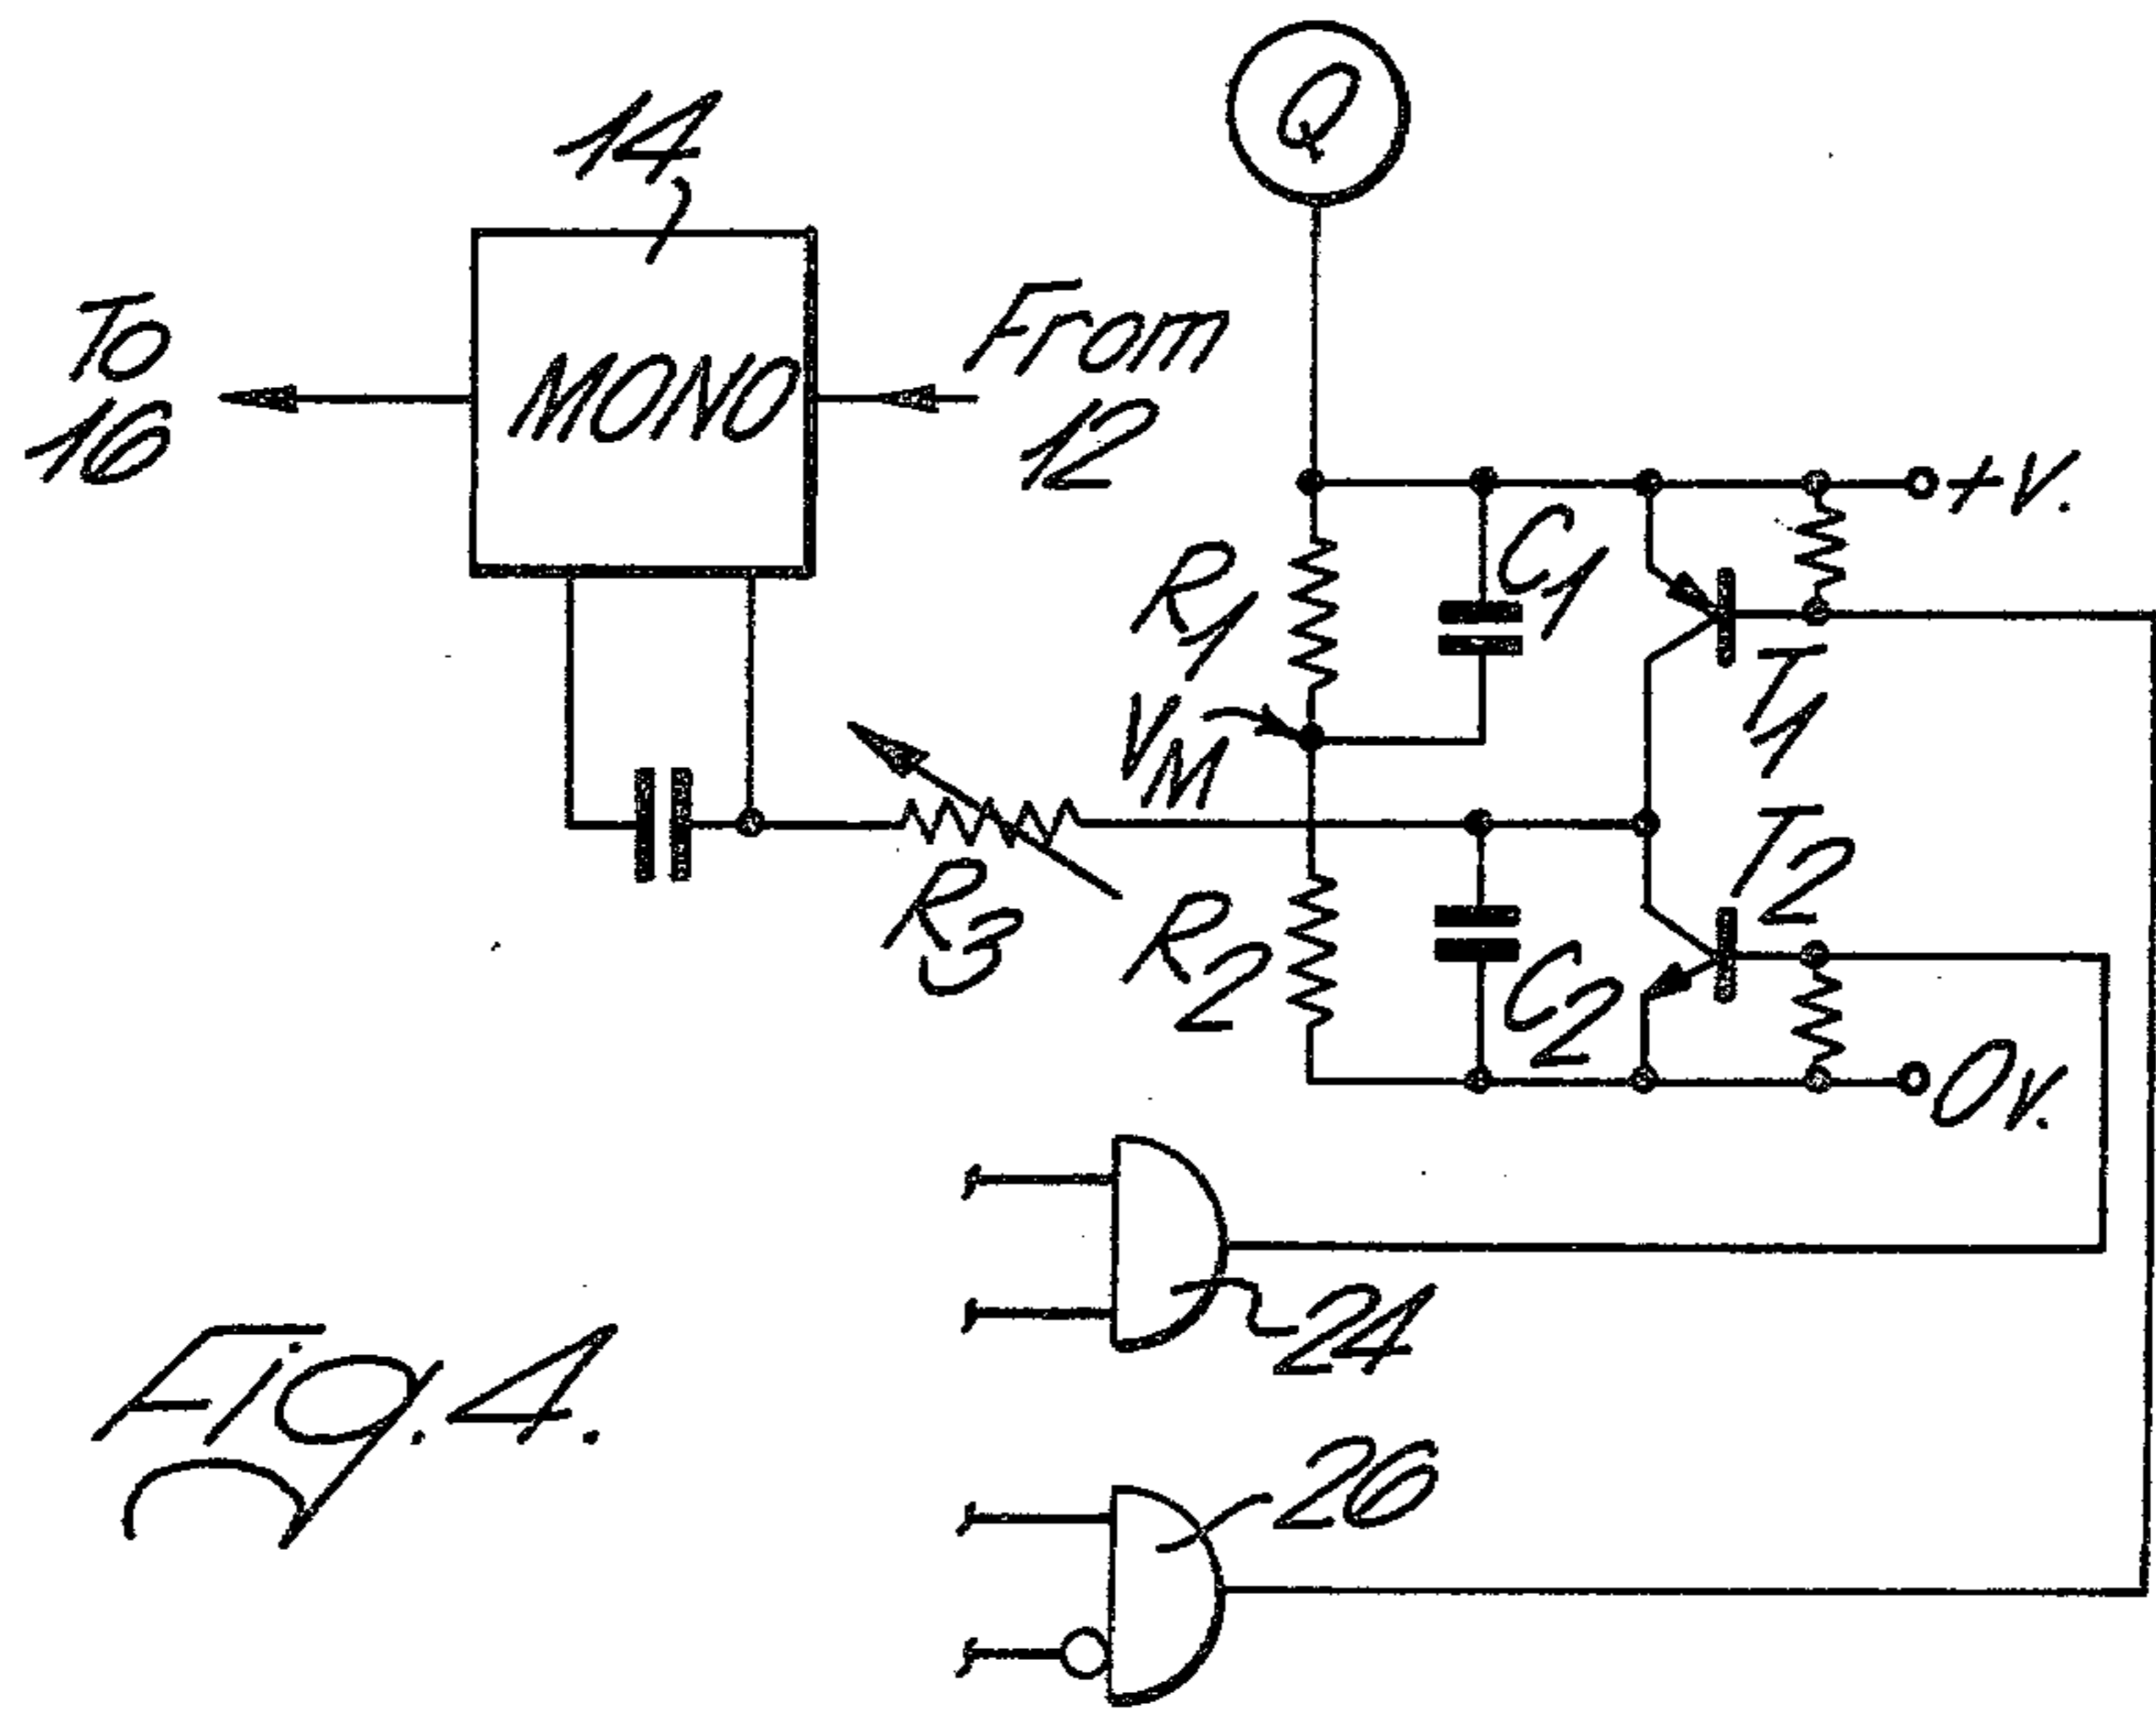 Q
14
To
16
MONO
From
12
+V.
C1
R1
T1
VM
T2
R3
R2
C2
0v.
24
26
Fig. 4.